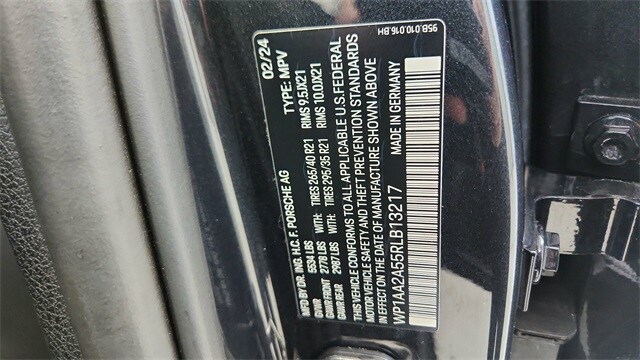 95B.010.016.BH
02/24
TYPE: MPV
MFD BY DR. ING. H.C. F. PORSCHE AG
GVWR 5534 LBS WITH: TIRES 265/40 R21 RIMS 9.5JX21
GAWR FRONT 2778 LBS WITH: TIRES 295/35 R21 RIMS 10.0JX21
GAWR REAR 2987 LBS
THIS VEHICLE CONFORMS TO ALL APPLICABLE U.S. FEDERAL
MOTOR VEHICLE SAFETY AND THEFT PREVENTION STANDARDS
IN EFFECT ON THE DATE OF MANUFACTURE SHOWN ABOVE
WP1AA2A55RLB13217 MADE IN GERMANY